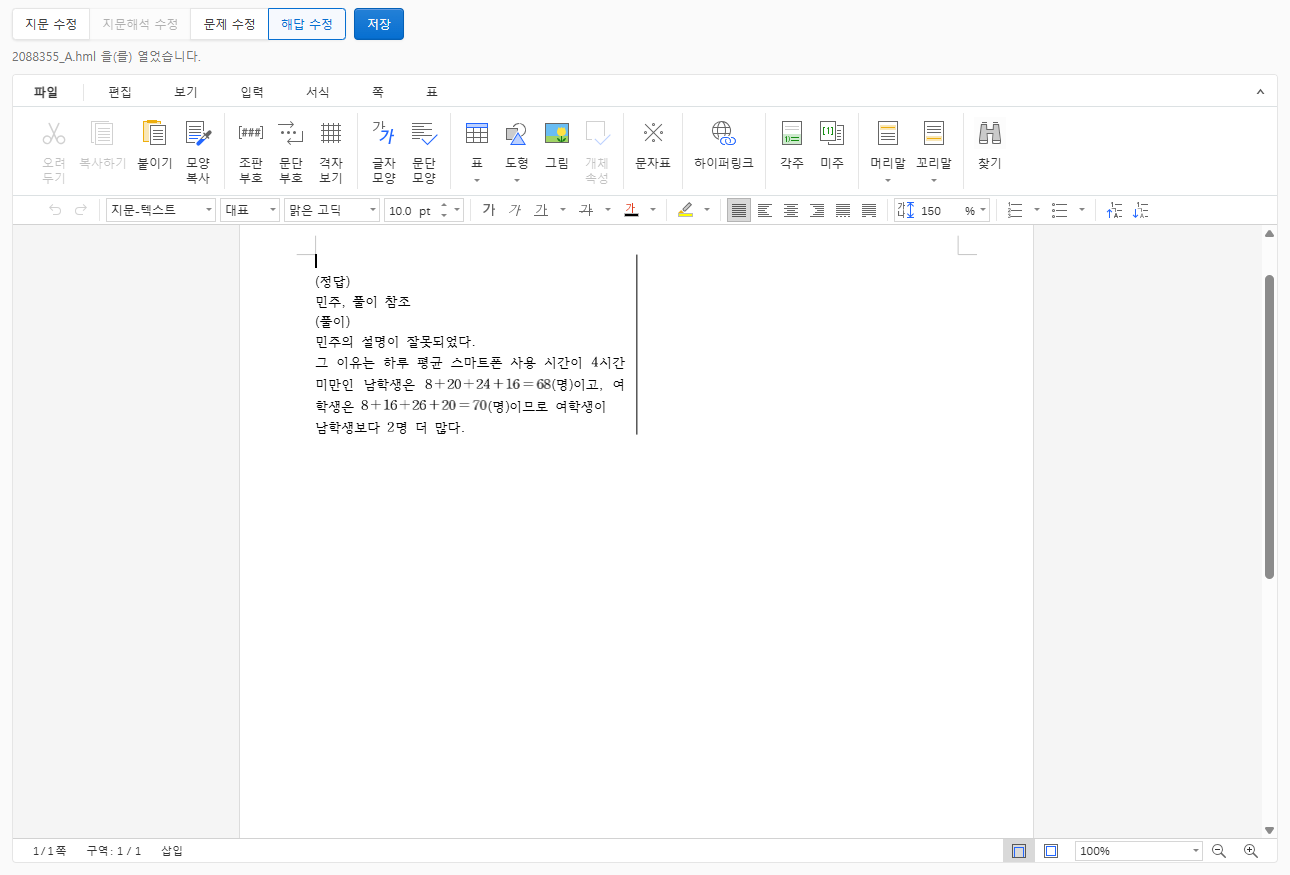 지문 수정 지문해석 수정 문제 수정 해답 수정 저장
2088355_A.hml 을(를) 열었습니다.
파일 편집 보기 입력 서식 쪽 표
오려 두기 복사하기 붙이기 모양 복사 [###] 조판 부호 문단 부호 격자 보기 가 가 글자 모양 문단 모양 표 도형 그림 개체 속성 문자표 하이퍼링크 1)= 각주 [1] 미주 머리말 꼬리말 찾기
지문-텍스트 대표 맑은 고딕 10.0 pt 가 가 가 가 가 150 %
(정답)
민주, 풀이 참조
(풀이)
민주의 설명이 잘못되었다.
그 이유는 하루 평균 스마트폰 사용 시간이 4시간
미만인 남학생은 8+20+24+16=68(명)이고, 여
학생은 8+16+26+20=70(명)이므로 여학생이
남학생보다 2명 더 많다.
1/1쪽 구역: 1 / 1 삽입 100%